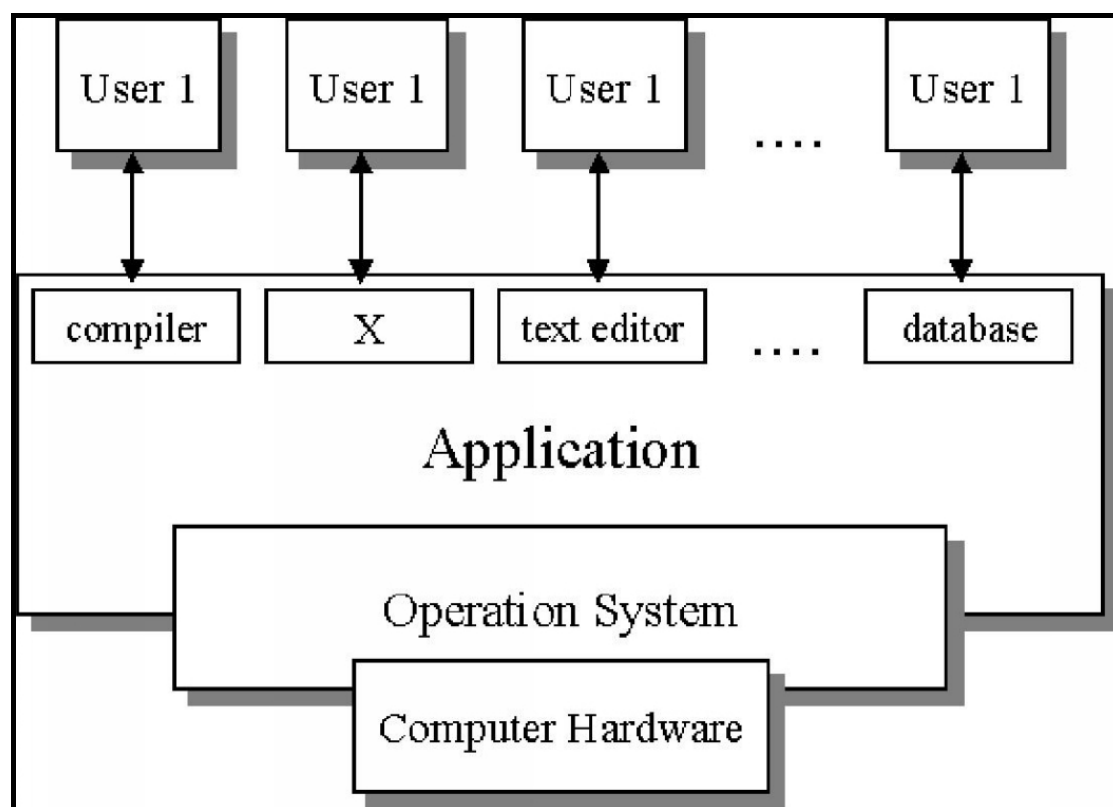 User 1 User 1 User 1 .... User 1
compiler X text editor .... database
Application
Operation System
Computer Hardware